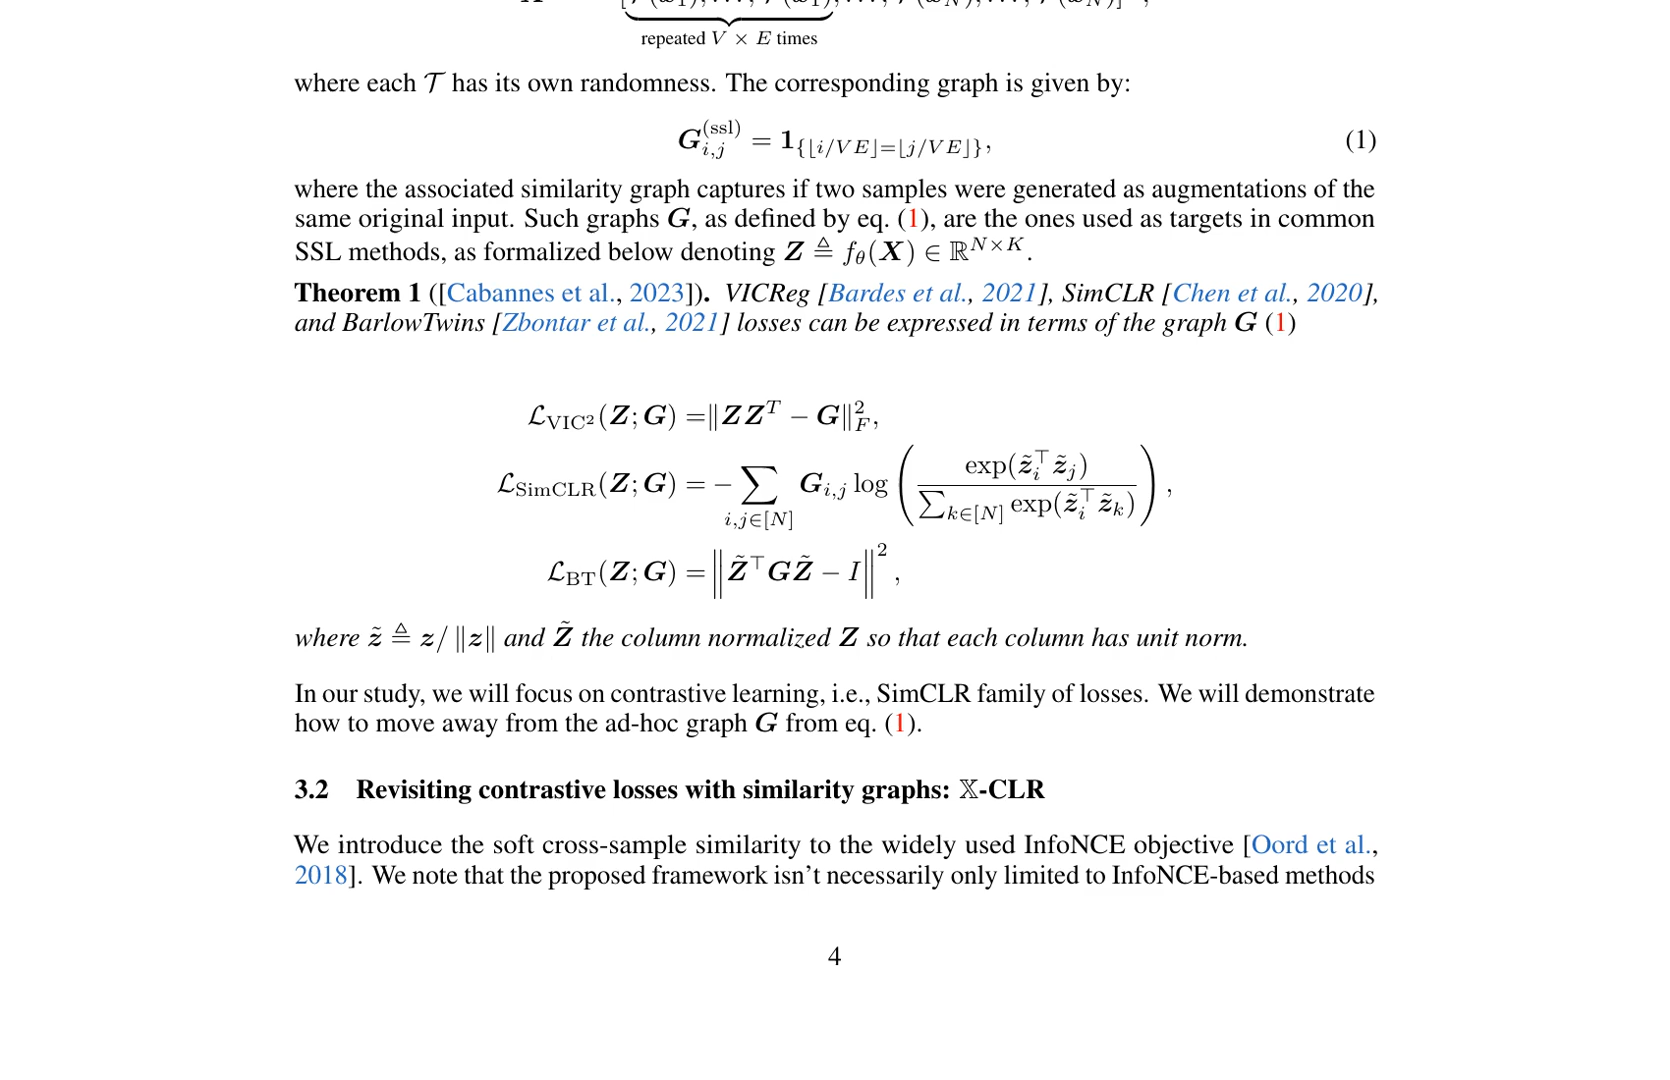 repeated V × E times
where each 𝒯 has its own randomness. The corresponding graph is given by:
G_{i,j}^{(ssl)} = 1_{\{⌊i/VE⌋=⌊j/VE⌋\}}, (1)
where the associated similarity graph captures if two samples were generated as augmentations of the
same original input. Such graphs G, as defined by eq. (1), are the ones used as targets in common
SSL methods, as formalized below denoting Z ≜ f_θ(X) ∈ ℝ^{N×K}.
Theorem 1 ([Cabannes et al., 2023]). VICReg [Bardes et al., 2021], SimCLR [Chen et al., 2020],
and BarlowTwins [Zbontar et al., 2021] losses can be expressed in terms of the graph G (1)
ℒ_{VIC²}(Z; G) =‖ZZ^T − G‖_F^2,
ℒ_{SimCLR}(Z; G) = − ∑_{i,j∈[N]} G_{i,j} log ( exp(z̃_i^⊤ z̃_j) / ∑_{k∈[N]} exp(z̃_i^⊤ z̃_k) ) ,
ℒ_{BT}(Z; G) = ‖Z̃^⊤ G Z̃ − I‖^2 ,
where z̃ ≜ z/ ‖z‖ and Z̃ the column normalized Z so that each column has unit norm.
In our study, we will focus on contrastive learning, i.e., SimCLR family of losses. We will demonstrate
how to move away from the ad-hoc graph G from eq. (1).
3.2 Revisiting contrastive losses with similarity graphs: 𝕏-CLR
We introduce the soft cross-sample similarity to the widely used InfoNCE objective [Oord et al.,
2018]. We note that the proposed framework isn't necessarily only limited to InfoNCE-based methods
4